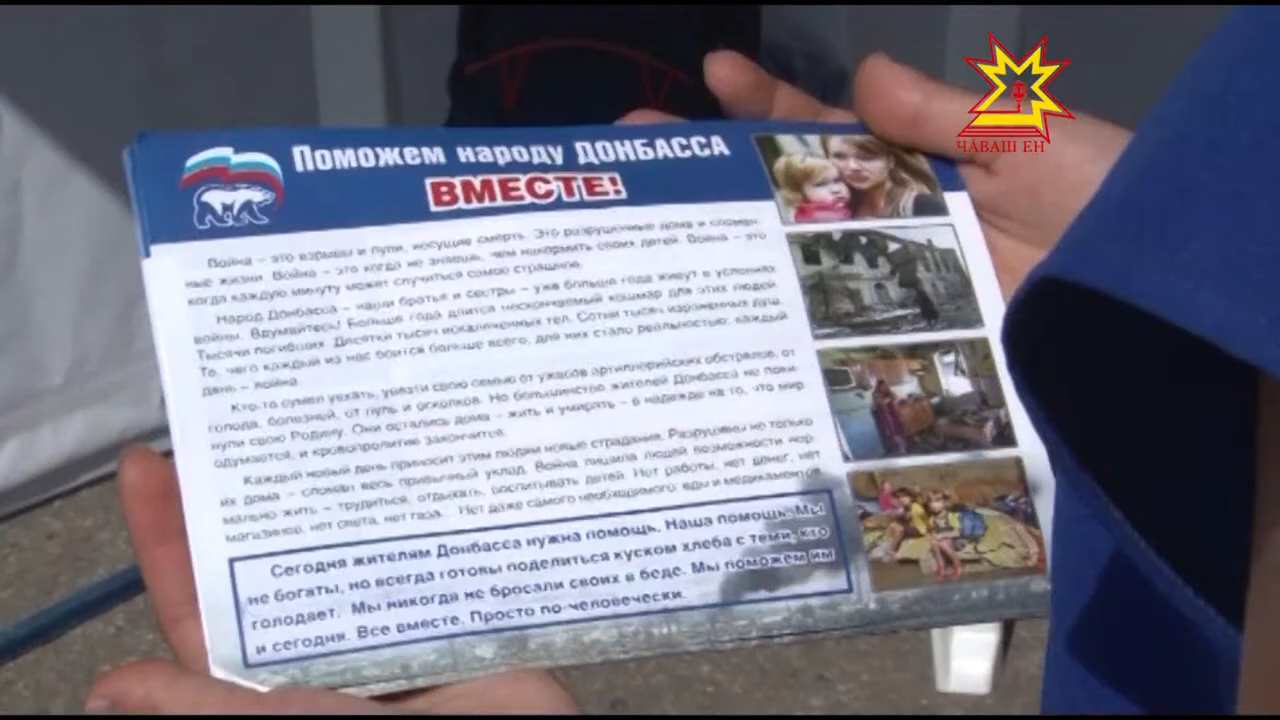 ЧӐВАШ ЕН
Поможем народу ДОНБАССА
ВМЕСТЕ!
Война – это взрывы и пули, несущие смерть. Это разрушенные дома и сломан-
ные жизни. Война – это когда не знаешь, чем накормить своих детей. Война – это
когда каждую минуту может случиться самое страшное.
Народ Донбасса – наши братья и сестры – уже больше года живут в условиях
войны. Вдумайтесь! Больше года длится нескончаемый кошмар для этих людей.
Тысячи погибших. Десятки тысяч искалеченных тел. Сотни тысяч израненных душ.
То, чего каждый из нас боится больше всего, для них стало реальностью: каждый
день – война.
Кто-то сумел уехать, увезти свою семью от ужасов артиллерийских обстрелов, от
голода, болезней, от пуль и осколков. Но большинство жителей Донбасса не поки-
нули свою Родину. Они остались дома – жить и умирать – в надежде на то, что мир
одумается, и кровопролитие закончится.
Каждый новый день приносит этим людям новые страдания. Разрушены не только
их дома – сломан весь привычный уклад. Война лишила людей возможности нор-
мально жить – трудиться, отдыхать, воспитывать детей. Нет работы, нет денег, нет
магазинов, нет света, нет газа... Нет даже самого необходимого: еды и медикаментов.
Сегодня жителям Донбасса нужна помощь. Наша помощь. Мы
не богаты, но всегда готовы поделиться куском хлеба с теми, кто
голодает. Мы никогда не бросали своих в беде. Мы поможем им
и сегодня. Все вместе. Просто по-человечески.